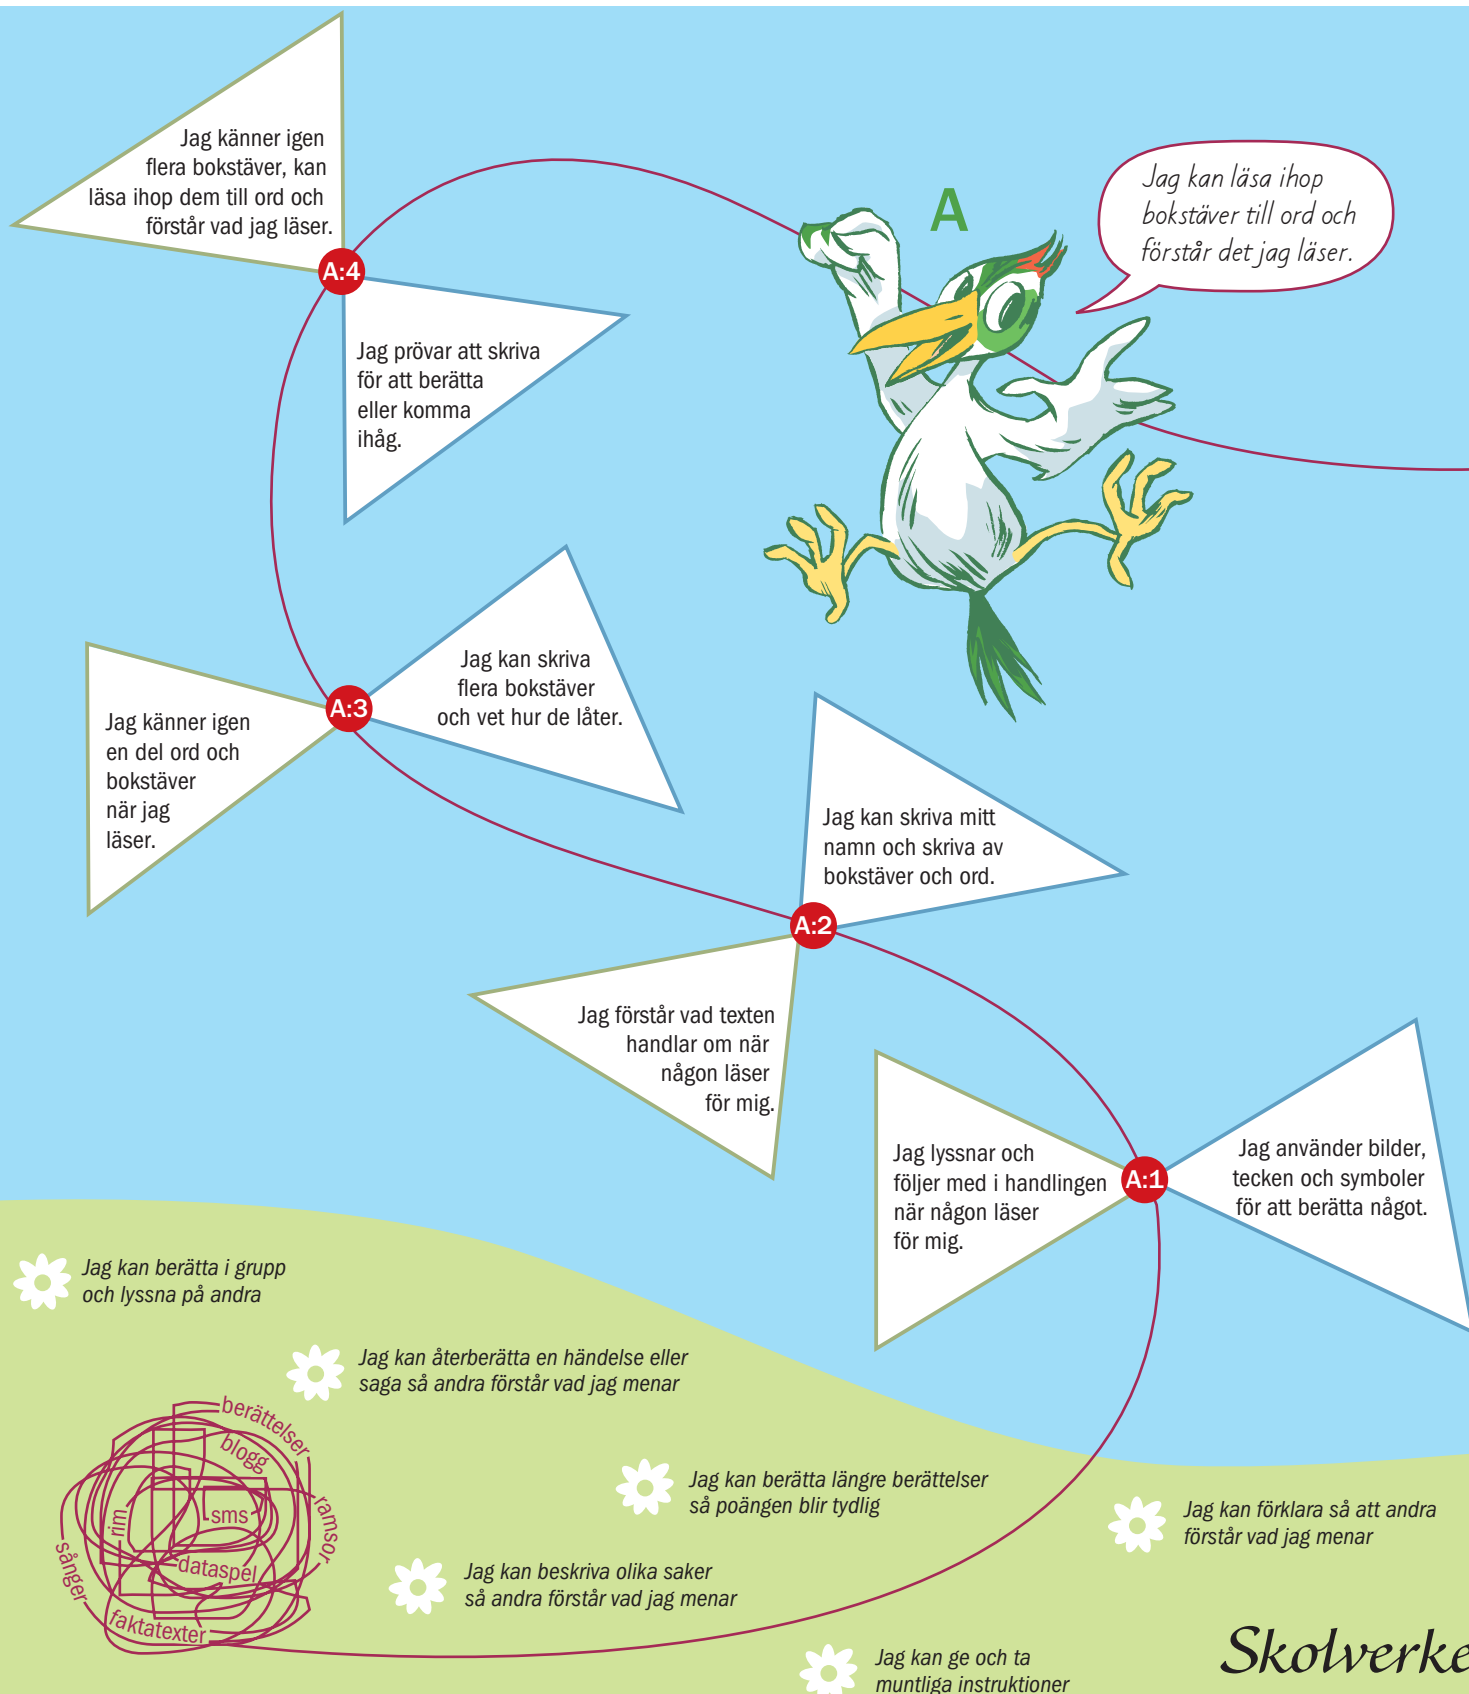 Jag känner igen
flera bokstäver, kan
läsa ihop dem till ord och
förstår vad jag läser.
A:4
Jag prövar att skriva
för att berätta
eller komma
ihåg.
A
Jag kan läsa ihop
bokstäver till ord och
förstår det jag läser.
Jag känner igen
en del ord och
bokstäver
när jag
läser.
A:3
Jag kan skriva
flera bokstäver
och vet hur de låter.
Jag kan skriva mitt
namn och skriva av
bokstäver och ord.
A:2
Jag förstår vad texten
handlar om när
någon läser
för mig.
Jag lyssnar och
följer med i handlingen
när någon läser
för mig.
A:1
Jag använder bilder,
tecken och symboler
för att berätta något.
Jag kan berätta i grupp
och lyssna på andra
Jag kan återberätta en händelse eller
saga så andra förstår vad jag menar
berättelser
blogg
sms
ramsor
rim
dataspel
sånger
faktatexter
Jag kan berätta längre berättelser
så poängen blir tydlig
Jag kan förklara så att andra
förstår vad jag menar
Jag kan beskriva olika saker
så andra förstår vad jag menar
Jag kan ge och ta
muntliga instruktioner
Skolverke